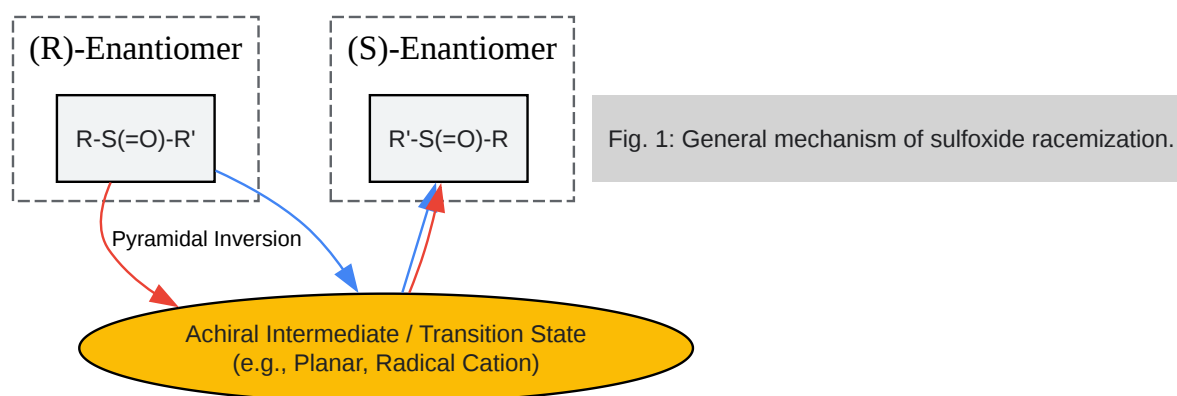 (R)-Enantiomer
(S)-Enantiomer
R-S(=O)-R'
R'-S(=O)-R
Fig. 1: General mechanism of sulfoxide racemization.
Pyramidal Inversion
Achiral Intermediate / Transition State
(e.g., Planar, Radical Cation)